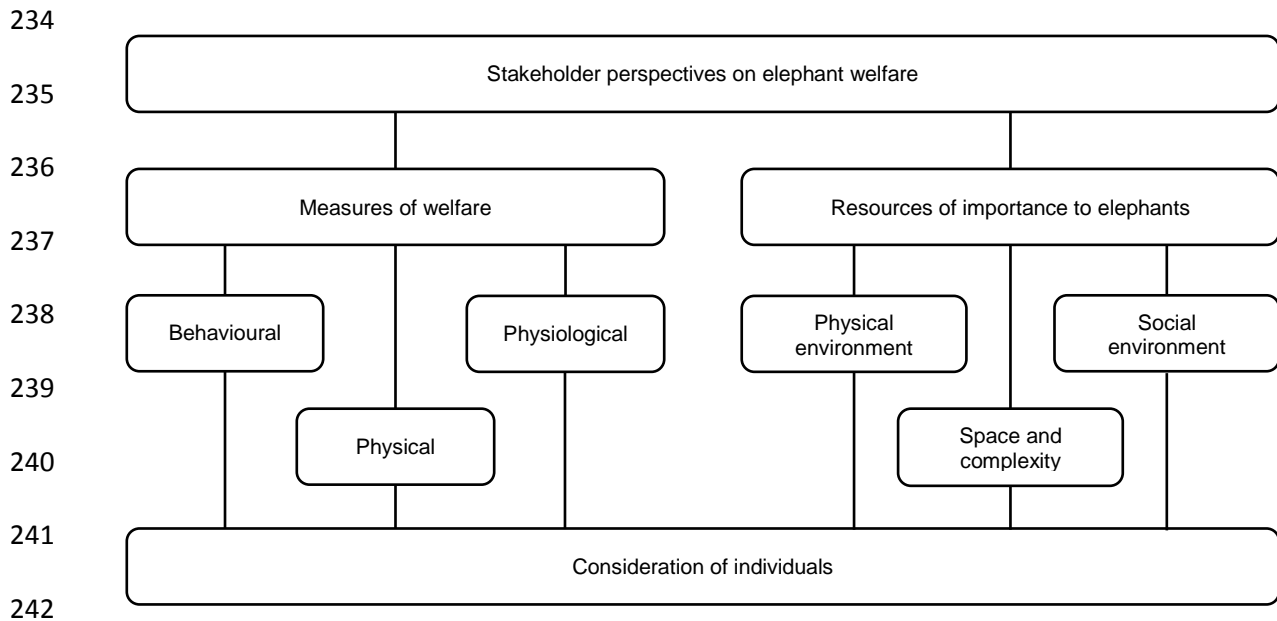 234
Stakeholder perspectives on elephant welfare
235
236
Measures of welfare
Resources of importance to elephants
237
238
Behavioural
Physiological
Physical
environment
Social
environment
239
Physical
Space and
complexity
240
241
Consideration of individuals
242